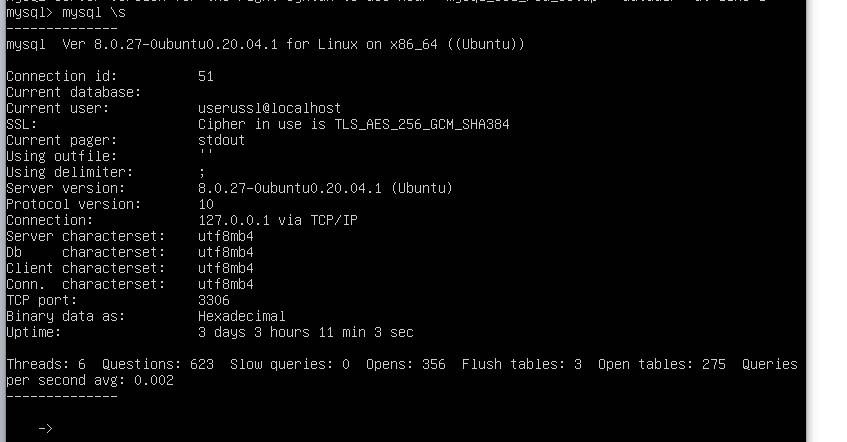 mysql> mysql \s
--------------
mysql  Ver 8.0.27-0ubuntu0.20.04.1 for Linux on x86_64 ((Ubuntu))
Connection id:          51
Current database:
Current user:           userussl@localhost
SSL:                    Cipher in use is TLS_AES_256_GCM_SHA384
Current pager:          stdout
Using outfile:          ''
Using delimiter:        ;
Server version:         8.0.27-0ubuntu0.20.04.1 (Ubuntu)
Protocol version:       10
Connection:             127.0.0.1 via TCP/IP
Server characterset:    utf8mb4
Db     characterset:    utf8mb4
Client characterset:    utf8mb4
Conn.  characterset:    utf8mb4
TCP port:               3306
Binary data as:         Hexadecimal
Uptime:                 3 days 3 hours 11 min 3 sec
Threads: 6  Questions: 623  Slow queries: 0  Opens: 356  Flush tables: 3  Open tables: 275  Queries
per second avg: 0.002
--------------
    ->